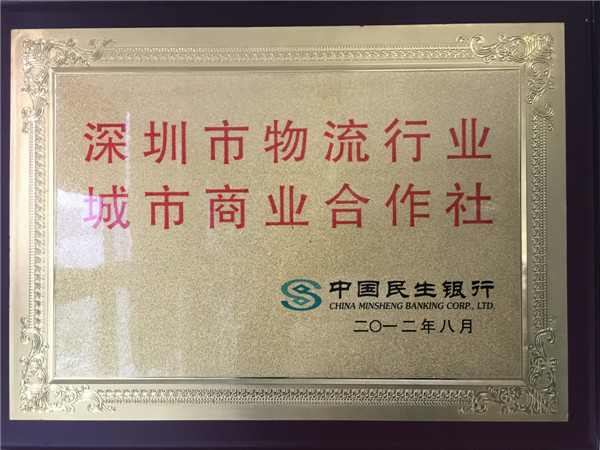 深圳市物流行业
城市商业合作社
中国民生银行
CHINA MINSHENG BANKING CORP., LTD.
二〇一二年八月